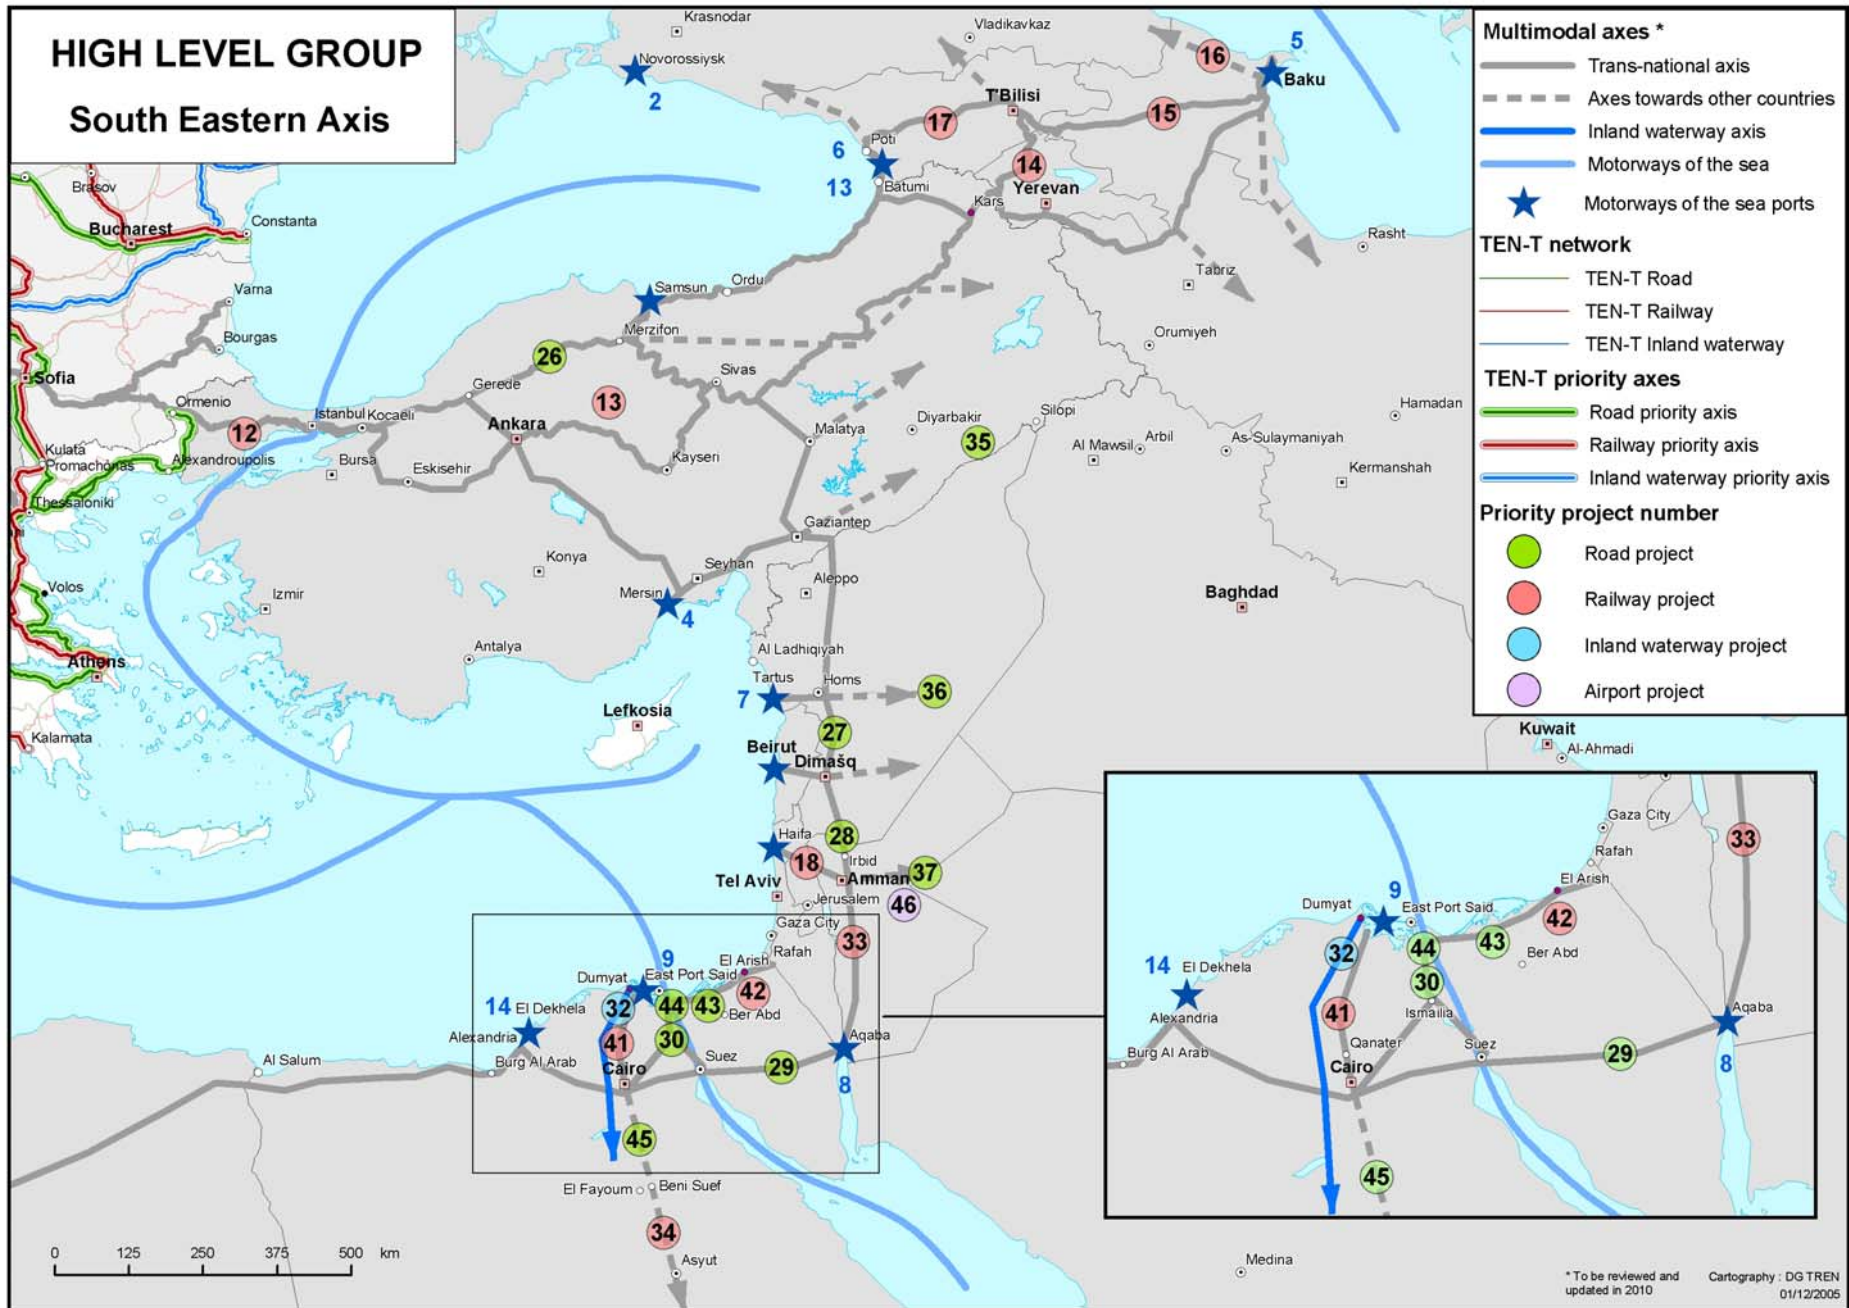 HIGH LEVEL GROUP
South Eastern Axis
Multimodal axes *
Trans-national axis
Axes towards other countries
Inland waterway axis
Motorways of the sea
Motorways of the sea ports
TEN-T network
TEN-T Road
TEN-T Railway
TEN-T Inland waterway
TEN-T priority axes
Road priority axis
Railway priority axis
Inland waterway priority axis
Priority project number
Road project
Railway project
Inland waterway project
Airport project
Krasnodar
Vladikavkaz
Novorossiysk
2
16
5
Baku
T'Bilisi
17
15
Poti
6
13
Batumi
14
Yerevan
Kars
Rasht
Tabriz
Orumiyeh
Brasov
Bucharest
Constanta
Varna
Bourgas
Sofia
Ormenio
12
Istanbul
Kocaeli
Kulata
Promachonas
Alexandroupolis
Thessaloniki
Bursa
Eskisehir
Volos
Izmir
Athens
Kalamata
Samsun
Ordu
Merzifon
26
Gerede
13
Sivas
Ankara
Kayseri
Malatya
Diyarbakir
35
Silopi
Al Mawsil
Arbil
As-Sulaymaniyah
Hamadan
Kermanshah
Gaziantep
Konya
Seyhan
Mersin
4
Aleppo
Baghdad
Antalya
Al Ladhiqiyah
Tartus
7
Homs
36
Lefkosia
27
Beirut
Dimašq
Kuwait
Al-Ahmadi
Haifa
28
18
Irbid
37
Tel Aviv
Amman
Jerusalem
46
Gaza City
33
Rafah
9
El Arish
Dumyat
East Port Said
42
14
El Dekhela
32
44
43
Ber Abd
Alexandria
41
30
Aqaba
Burg Al Arab
Al Salum
Cairo
Suez
29
8
45
El Fayoum
Beni Suef
34
Asyut
Medina
Gaza City
33
Rafah
El Arish
9
Dumyat
East Port Said
42
32
44
43
Ber Abd
14
El Dekhela
30
Alexandria
41
Ismailia
Aqaba
Burg Al Arab
Qanater
Suez
29
Cairo
8
45
0 125 250 375 500 km
* To be reviewed and
updated in 2010
Cartography : DG TREN
01/12/2005